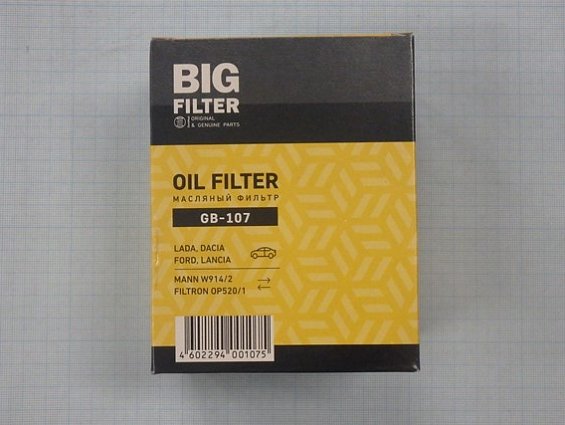 BIG
FILTER
ORIGINAL
& GENUINE PARTS
OIL FILTER
МАСЛЯНЫЙ ФИЛЬТР
GB-107
LADA, DACIA
FORD, LANCIA
MANN W914/2
FILTRON OP520/1
4 602294 001075